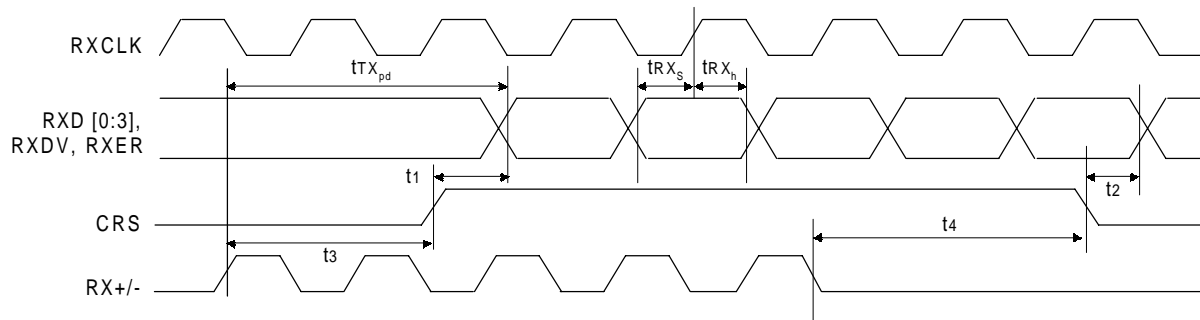 RXCLK
tTXpd
tRXS
tRXh
RXD [0:3],
RXDV, RXER
t1
t2
CRS
t3
t4
RX+/-